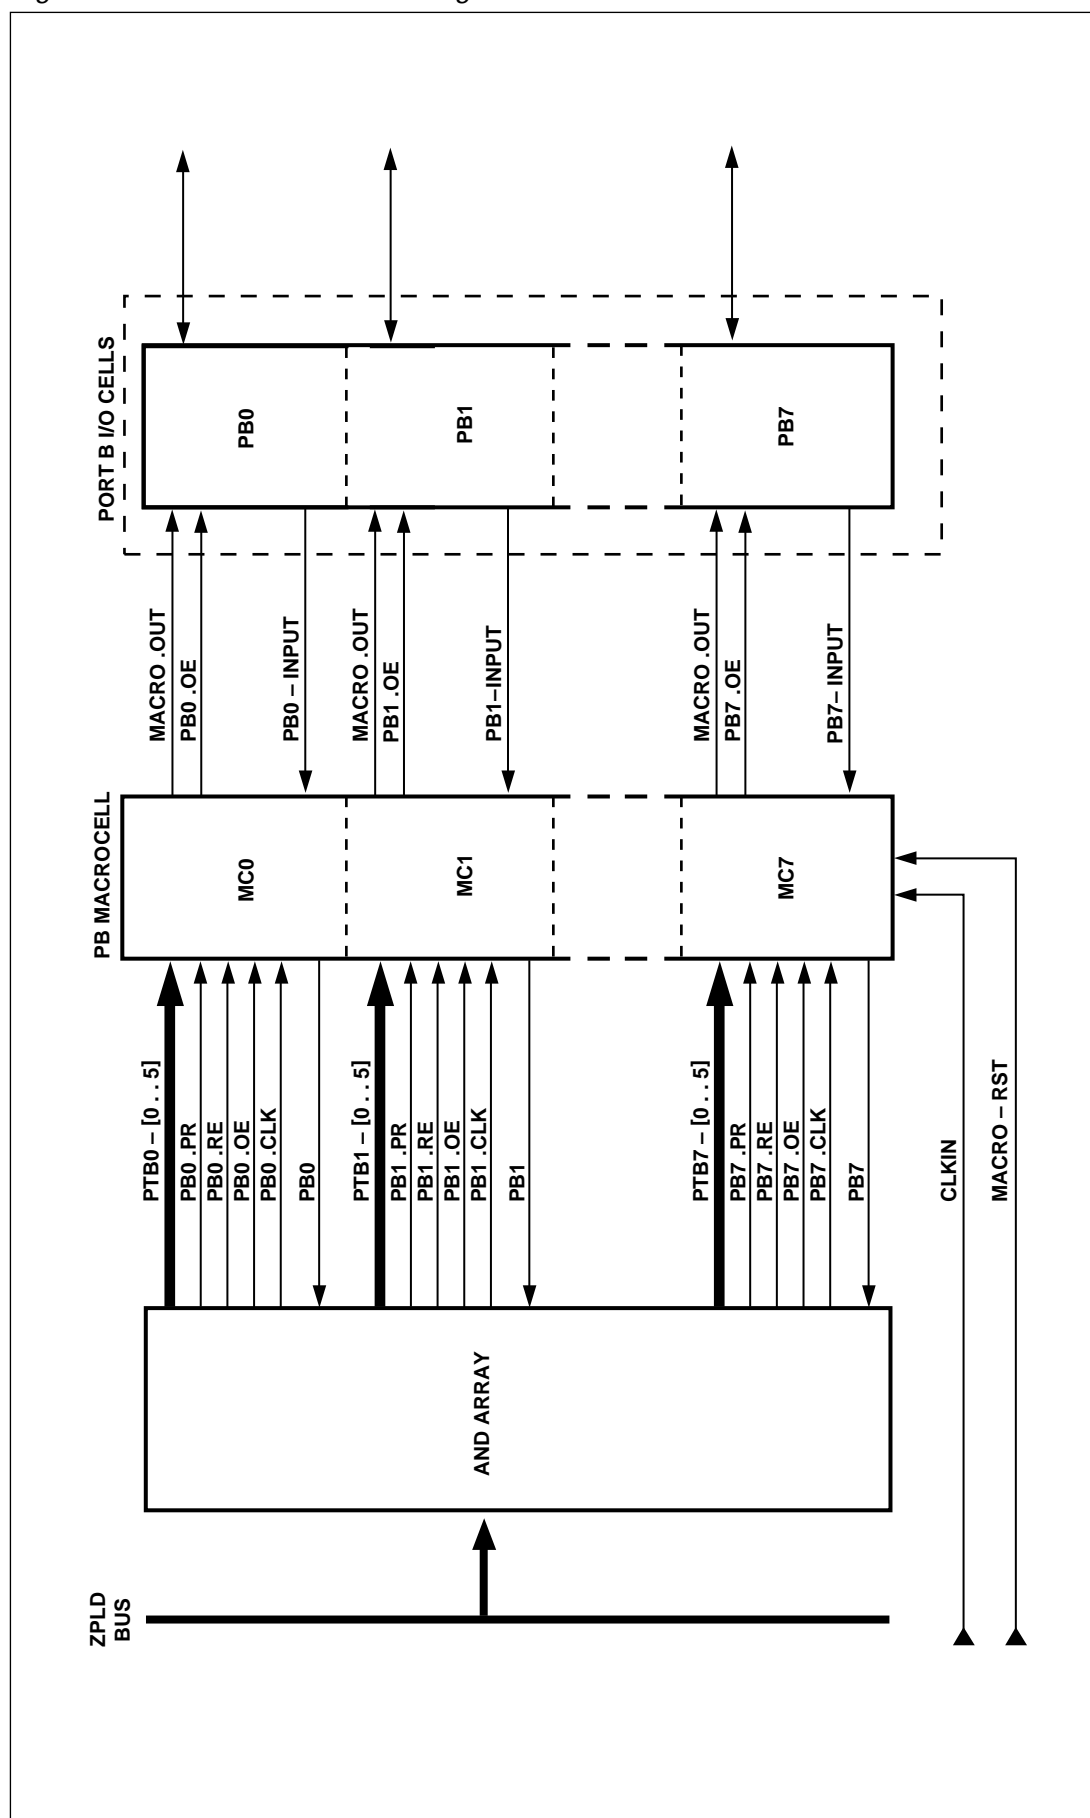 PORT B I/O CELLS
PB0
PB1
PB7
MACRO .OUT
PB0 .OE
PB0 – INPUT
MACRO .OUT
PB1 .OE
PB1–INPUT
MACRO .OUT
PB7 .OE
PB7– INPUT
PB MACROCELL
MC0
MC1
MC7
PTB0 – [0 . . 5]
PB0 .PR
PB0 .RE
PB0 .OE
PB0 .CLK
PB0
PTB1 – [0 . . 5]
PB1 .PR
PB1 .RE
PB1 .OE
PB1 .CLK
PB1
PTB7 – [0 . . 5]
PB7 .PR
PB7 .RE
PB7 .OE
PB7 .CLK
PB7
CLKIN
MACRO – RST
AND ARRAY
ZPLD
BUS